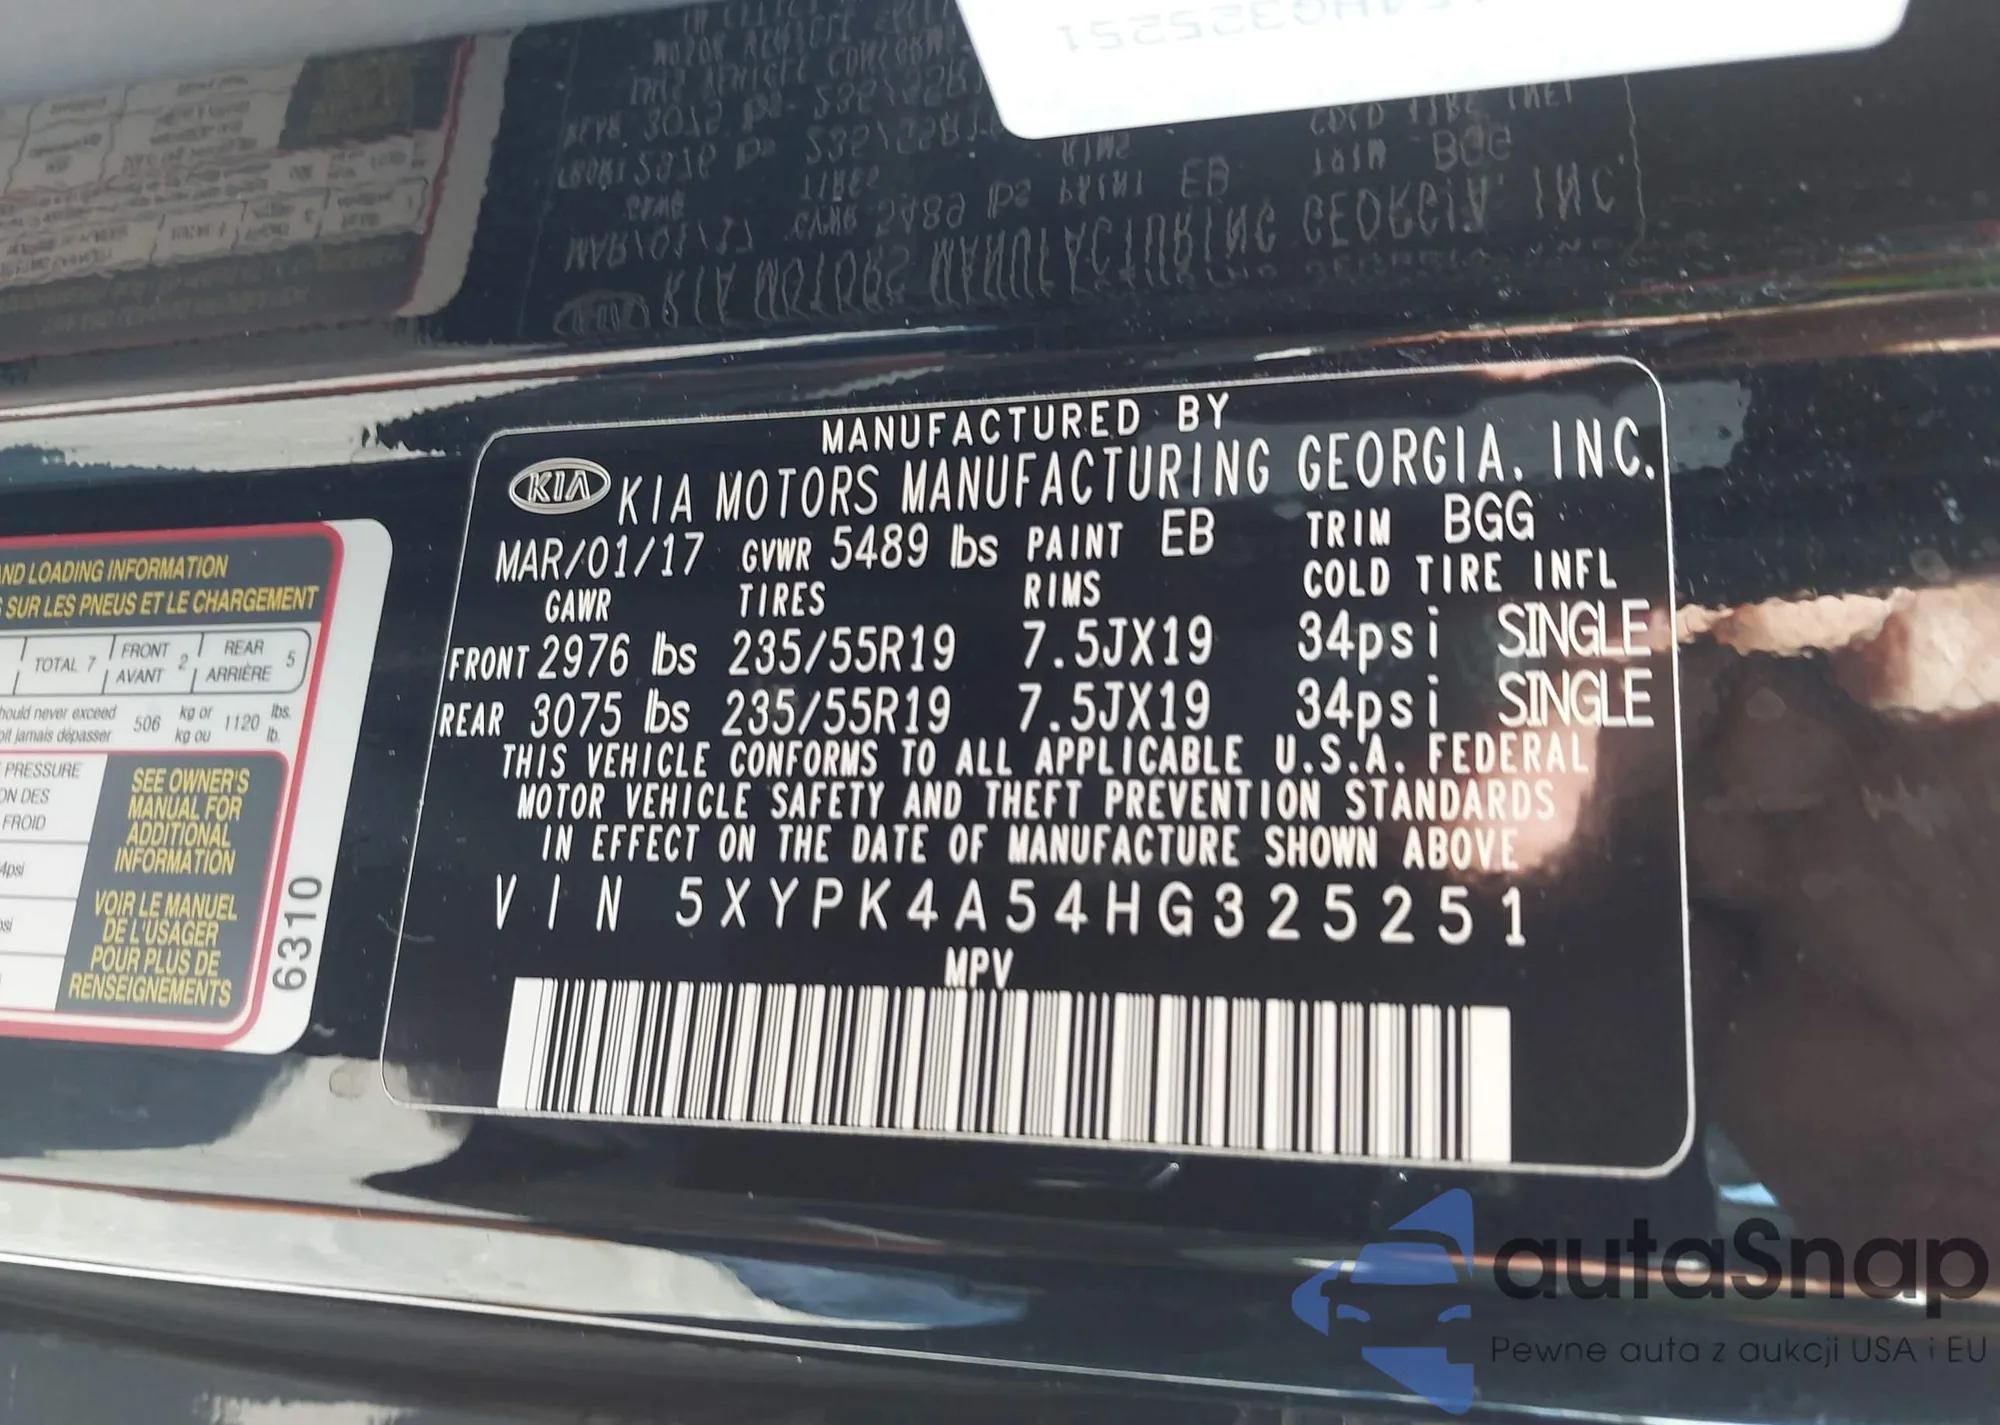 MANUFACTURED BY
KIA KIA MOTORS MANUFACTURING GEORGIA. INC.
MAR/01/17 GVWR 5489 lbs PAINT EB TRIM BGG
GAWR TIRES RIMS COLD TIRE INFL
FRONT 2976 lbs 235/55R19 7.5JX19 34psi SINGLE
REAR 3075 lbs 235/55R19 7.5JX19 34psi SINGLE
THIS VEHICLE CONFORMS TO ALL APPLICABLE U.S.A. FEDERAL
MOTOR VEHICLE SAFETY AND THEFT PREVENTION STANDARDS
IN EFFECT ON THE DATE OF MANUFACTURE SHOWN ABOVE
VIN 5XYPK4A54HG325251
MPV
LOADING INFORMATION
SUR LES PNEUS ET LE CHARGEMENT
TOTAL 7 FRONT 2 REAR 5
AVANT ARRIÈRE
never exceed 506 kg or 1120 lbs.
jamais dépasser kg ou lb.
PRESSURE
DES
FROID
SEE OWNER'S
MANUAL FOR
ADDITIONAL
INFORMATION
VOIR LE MANUEL
DE L'USAGER
POUR PLUS DE
RENSEIGNEMENTS
6310
autaSnap
Pewne auta z aukcji USA i EU